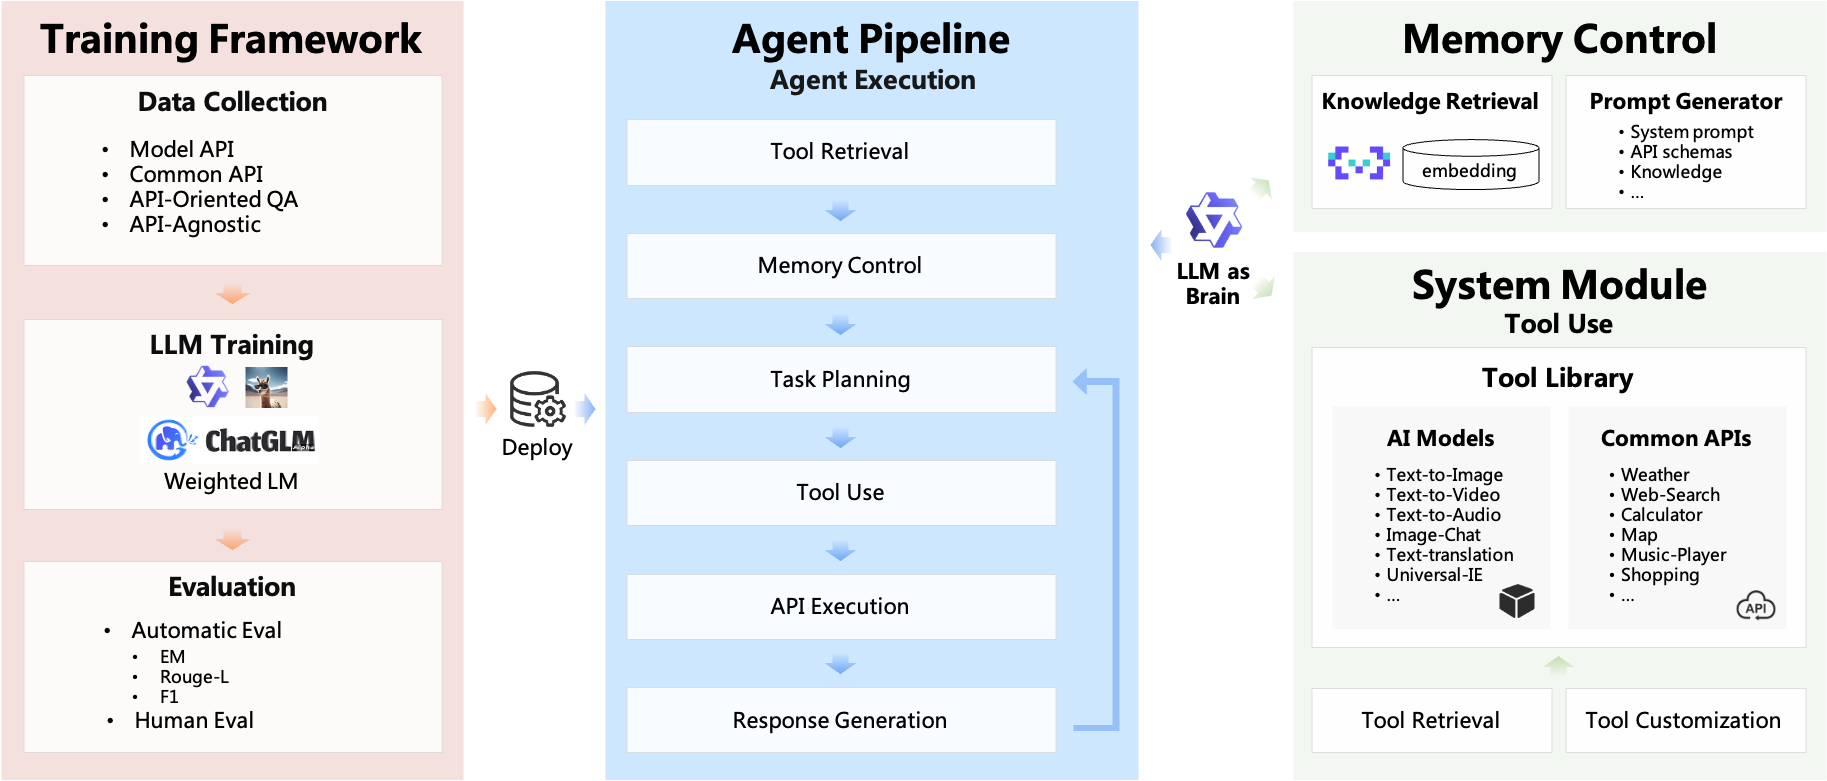 Training Framework
Data Collection
• Model API
• Common API
• API-Oriented QA
• API-Agnostic
LLM Training
ChatGLM
Weighted LM
Evaluation
• Automatic Eval
• EM
• Rouge-L
• F1
• Human Eval
Deploy
Agent Pipeline
Agent Execution
Tool Retrieval
Memory Control
Task Planning
Tool Use
API Execution
Response Generation
LLM as
Brain
Memory Control
Knowledge Retrieval
embedding
Prompt Generator
• System prompt
• API schemas
• Knowledge
• ...
System Module
Tool Use
Tool Library
AI Models
• Text-to-Image
• Text-to-Video
• Text-to-Audio
• Image-Chat
• Text-translation
• Universal-IE
• ...
Common APIs
• Weather
• Web-Search
• Calculator
• Map
• Music-Player
• Shopping
• ...
API
Tool Retrieval
Tool Customization